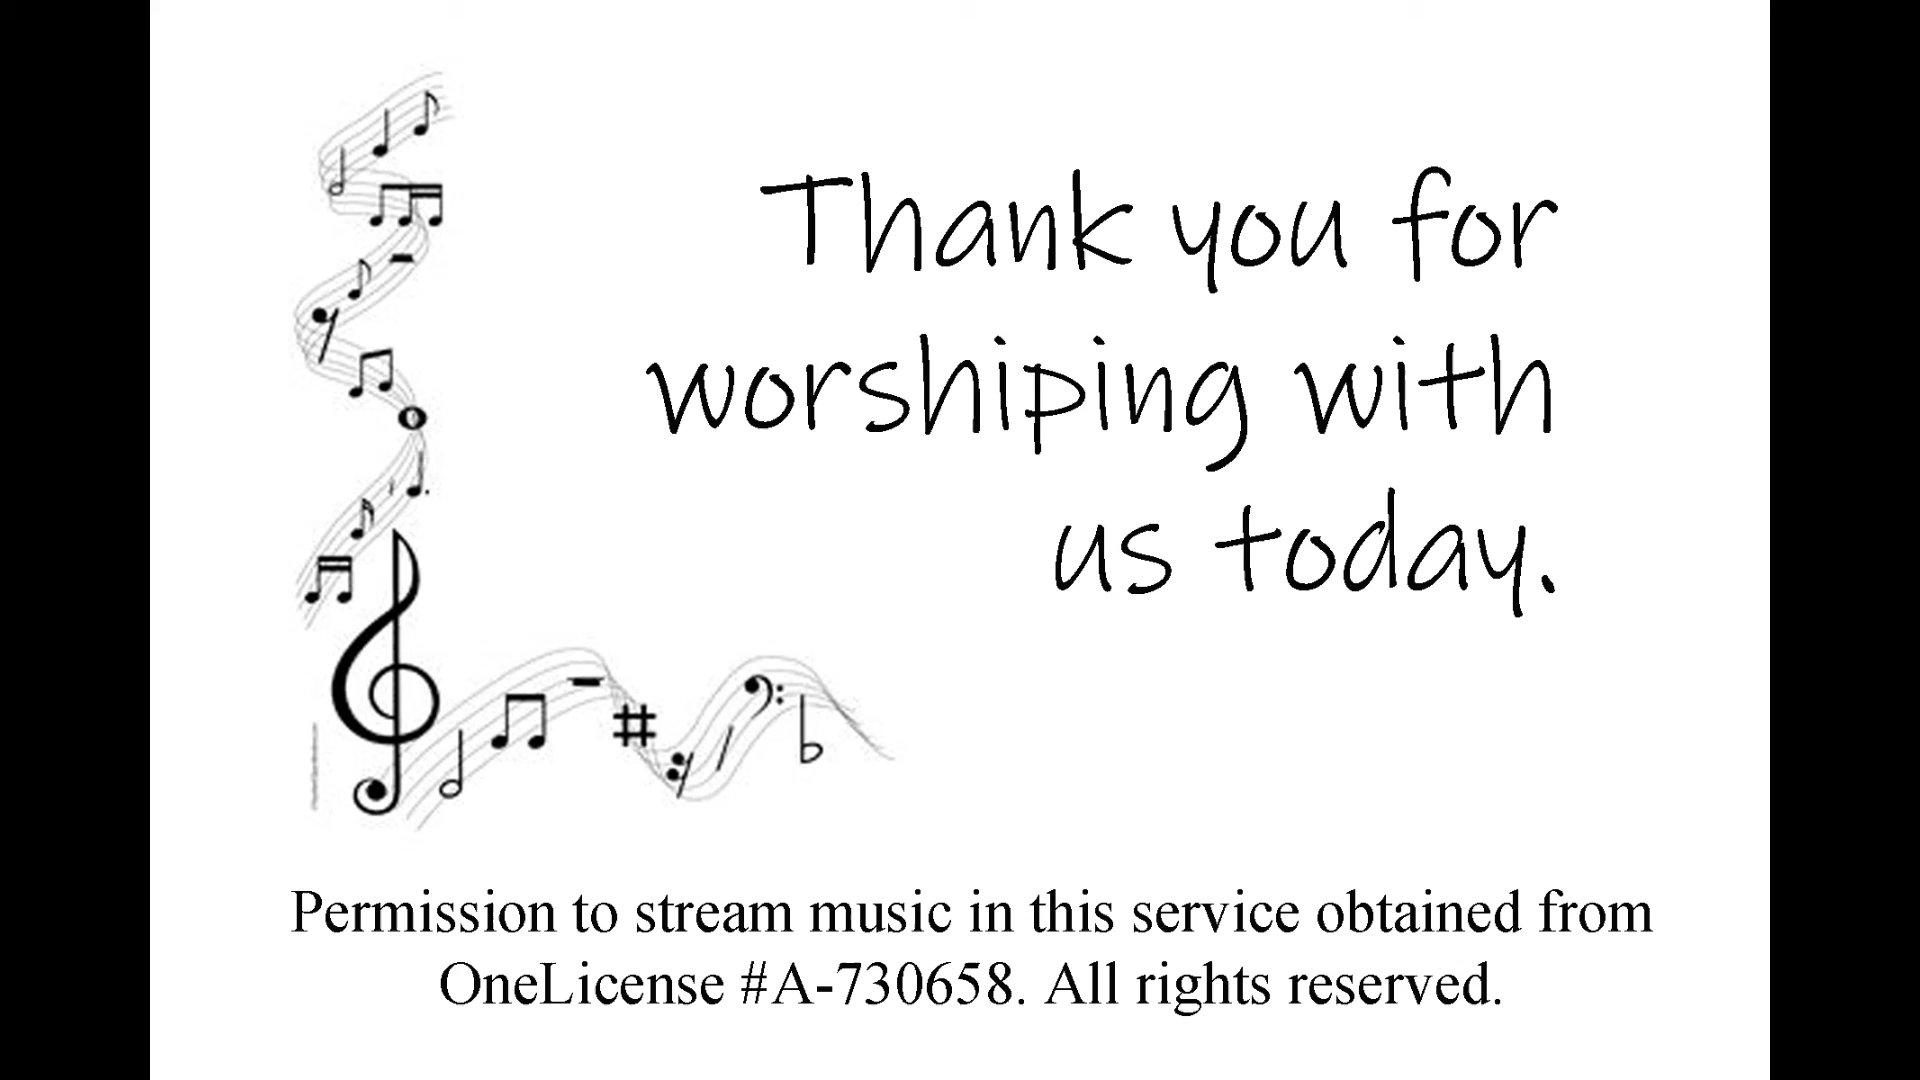 Thank you for
worshiping with
us today.
Permission to stream music in this service obtained from
OneLicense #A-730658. All rights reserved.